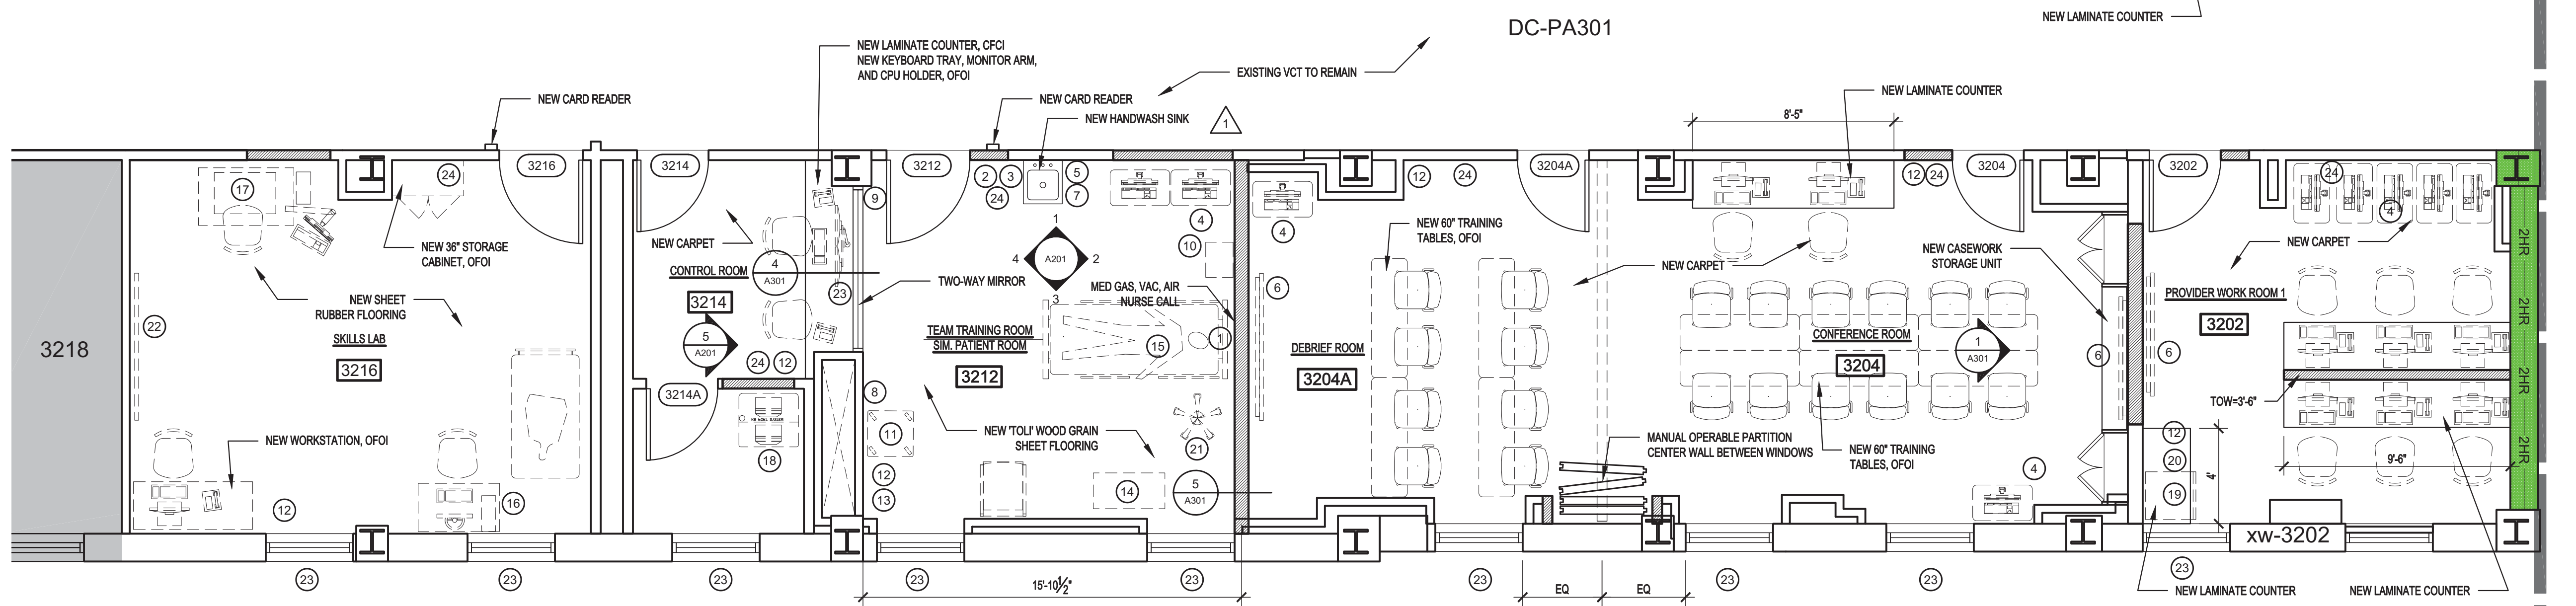 DC-PA301
NEW LAMINATE COUNTER
NEW LAMINATE COUNTER, CFCI
NEW KEYBOARD TRAY, MONITOR ARM,
AND CPU HOLDER, OFOI
EXISTING VCT TO REMAIN
NEW CARD READER
NEW CARD READER
NEW HANDWASH SINK
1
NEW LAMINATE COUNTER
8'-5"
3216
3214
3212
3204A
3204
3202
17
24
2
3
24
5
7
9
12
24
12
24
24
4
4
10
4
NEW 36" STORAGE
CABINET, OFOI
NEW CARPET
CONTROL ROOM
3214
4
A301
23
5
A201
24
12
3214A
18
TWO-WAY MIRROR
1
2
3
4
A201
MED GAS, VAC, AIR
NURSE CALL
NEW SHEET
RUBBER FLOORING
SKILLS LAB
3216
22
3218
NEW WORKSTATION, OFOI
12
16
TEAM TRAINING ROOM
SIM. PATIENT ROOM
3212
15
1
8
11
12
13
NEW 'TOLI' WOOD GRAIN
SHEET FLOORING
14
21
5
A301
6
NEW 60" TRAINING
TABLES, OFOI
DEBRIEF ROOM
3204A
NEW CARPET
MANUAL OPERABLE PARTITION
CENTER WALL BETWEEN WINDOWS
NEW CASEWORK
STORAGE UNIT
CONFERENCE ROOM
3204
1
A301
6
NEW 60" TRAINING
TABLES, OFOI
4
NEW CARPET
PROVIDER WORK ROOM 1
3202
6
TOW=3'-6"
12
20
19
4'
9'-6"
2HR
2HR
2HR
2HR
xw-3202
23
23
23
23
23
23
23
23
23
15'-10½"
EQ
EQ
NEW LAMINATE COUNTER
NEW LAMINATE COUNTER